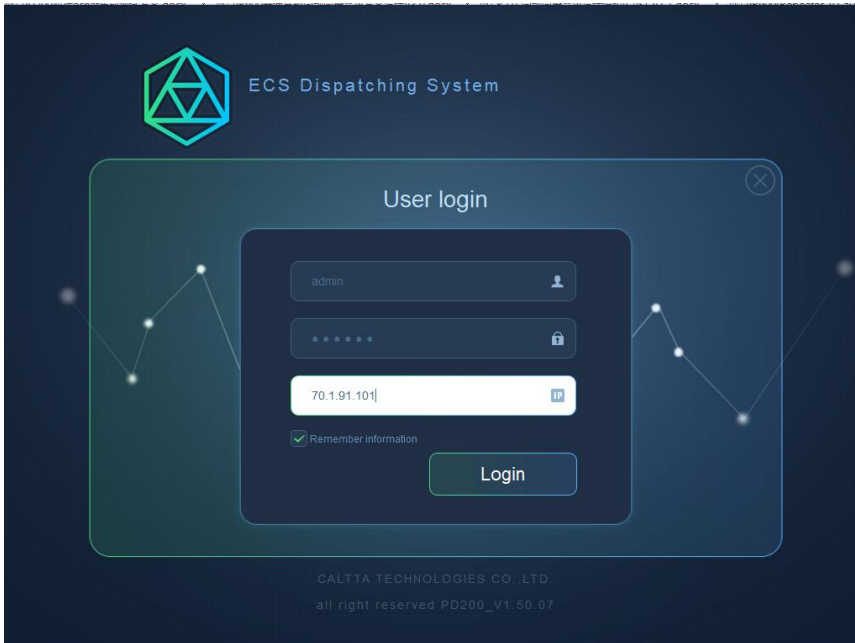 ECS Dispatching System
User login
admin
70.1.91.101
IP
Remember information
Login
CALTTA TECHNOLOGIES CO.,LTD.
all right reserved PD200_V1.50.07